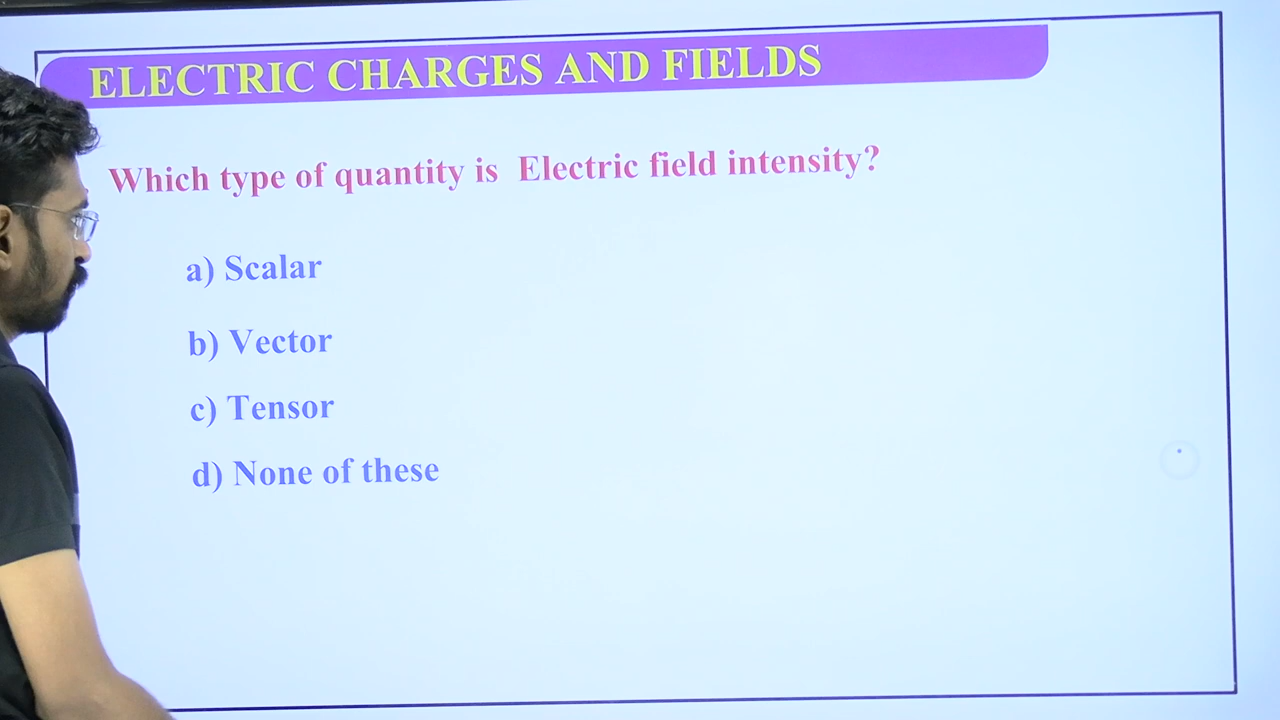 ELECTRIC CHARGES AND FIELDS
Which type of quantity is Electric field intensity?
a) Scalar
b) Vector
c) Tensor
d) None of these